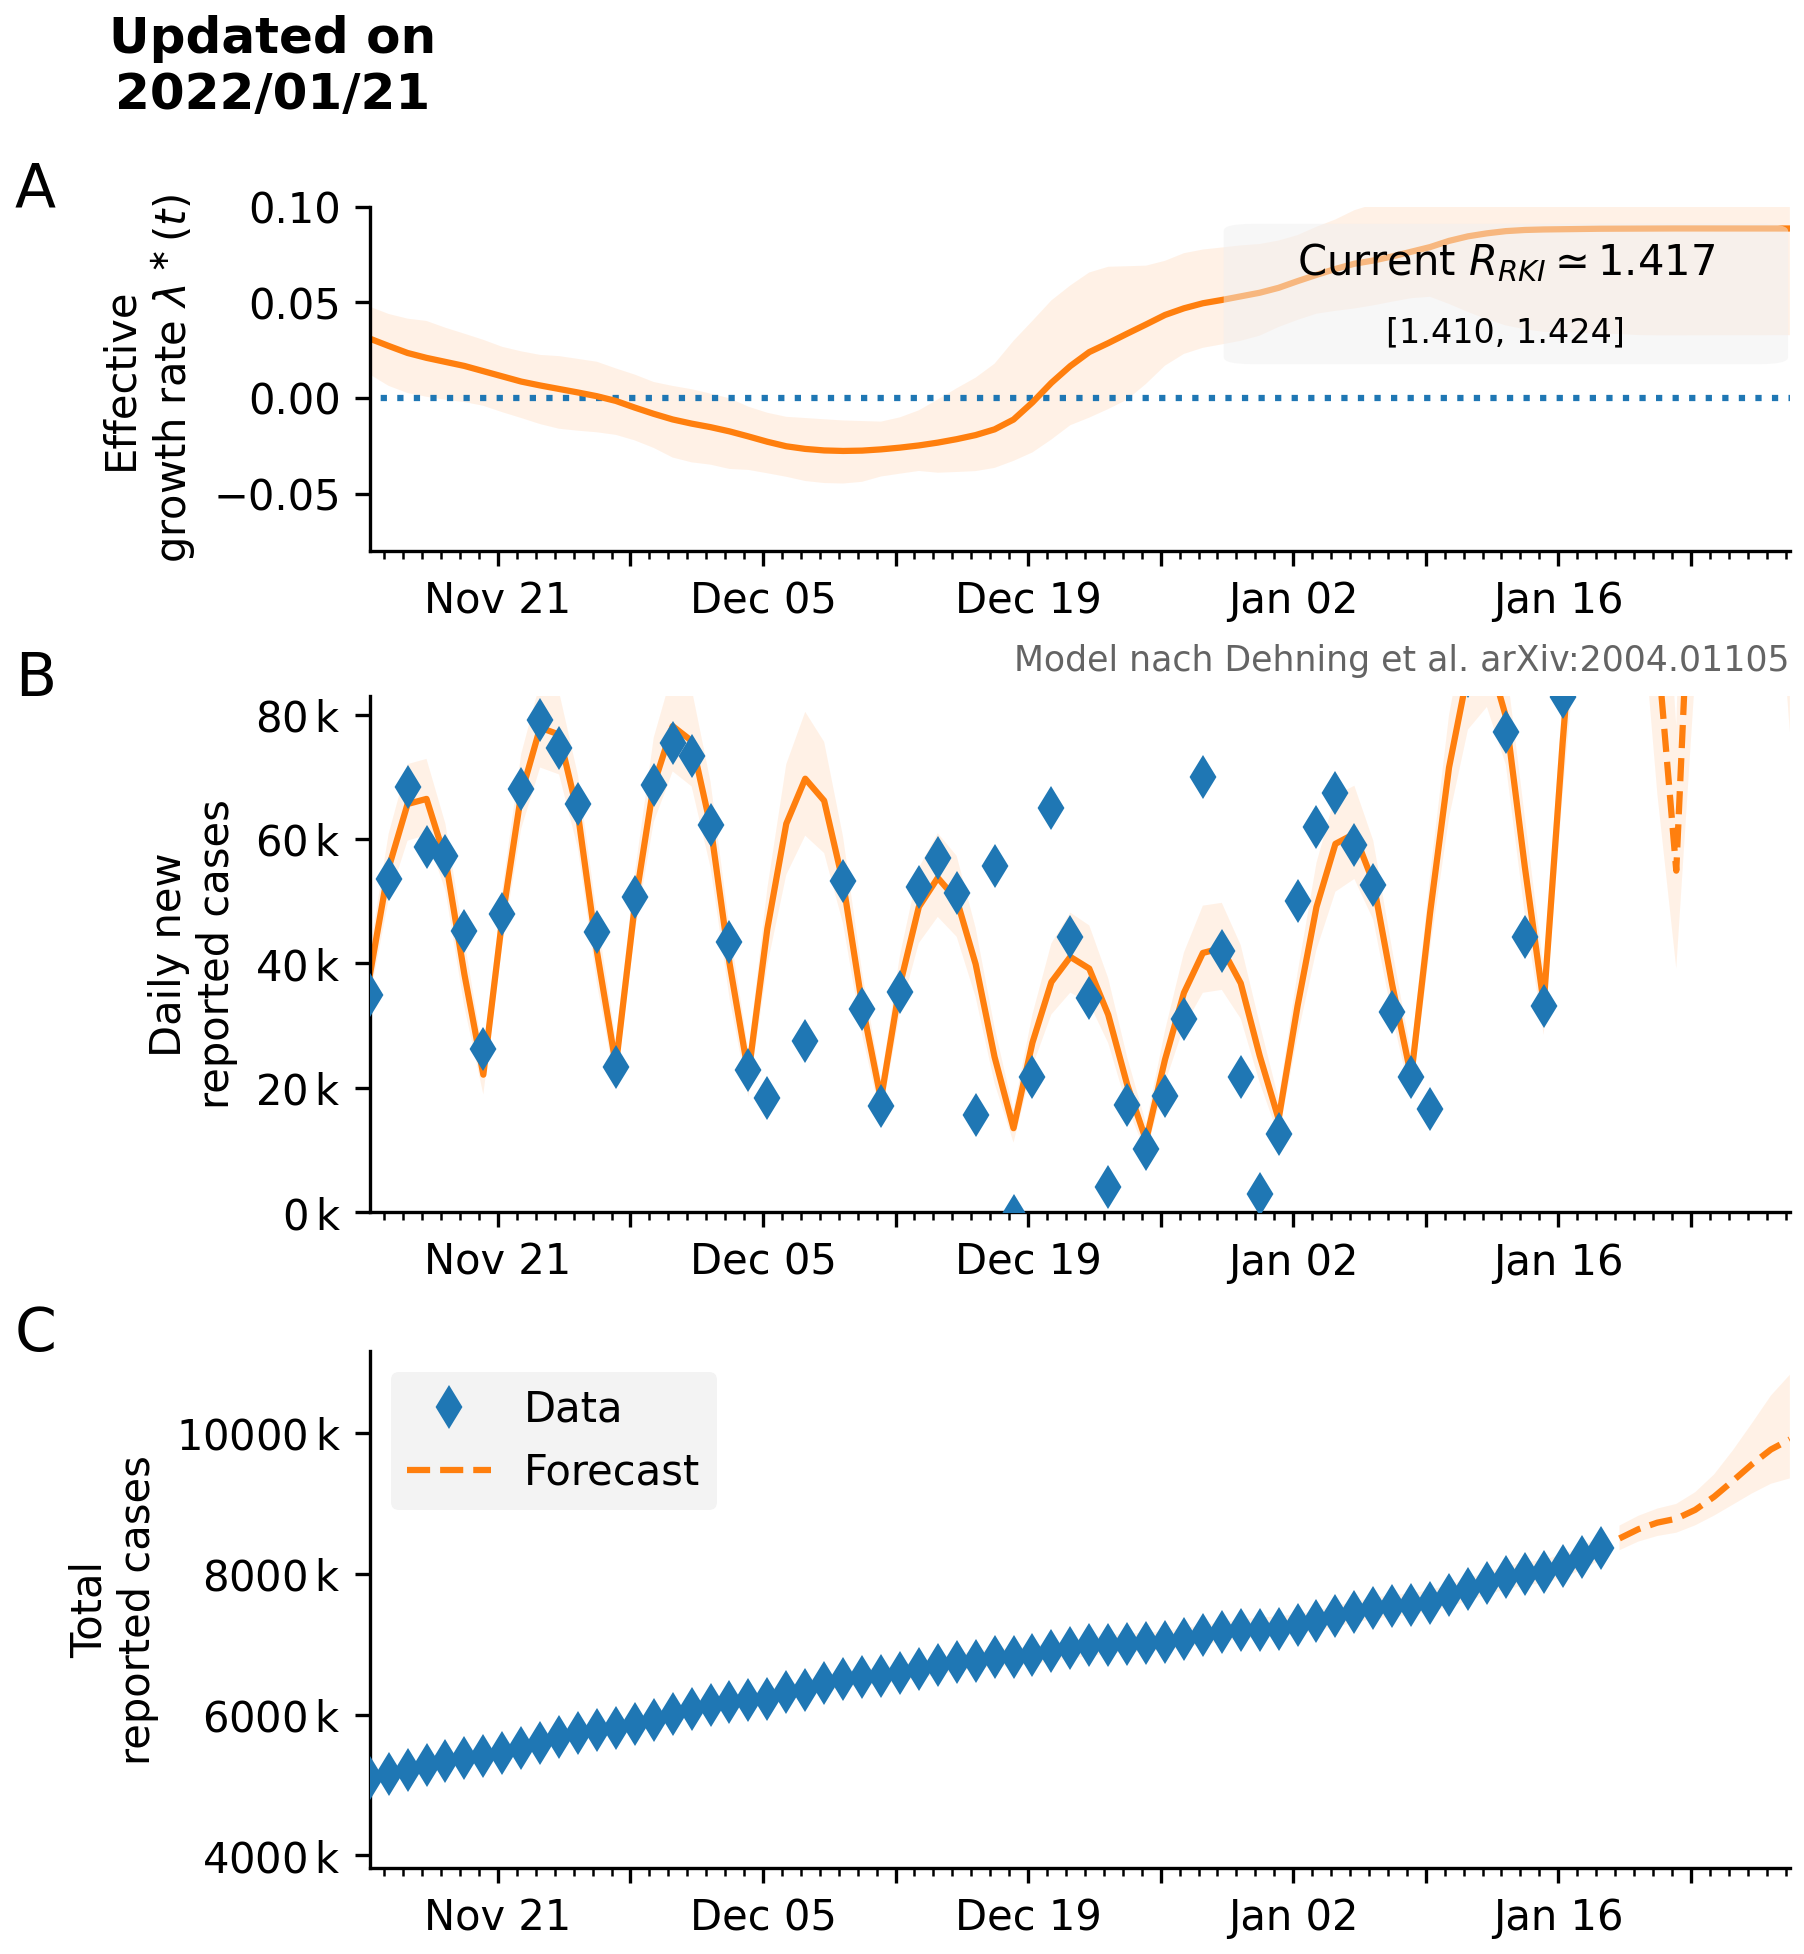 Updated on
2022/01/21
A
Effective
growth rate λ * (t)
0.10
0.05
0.00
−0.05
Current R_RKI ≃ 1.417
[1.410, 1.424]
Nov 21
Dec 05
Dec 19
Jan 02
Jan 16
Model nach Dehning et al. arXiv:2004.01105
B
Daily new
reported cases
80 k
60 k
40 k
20 k
0 k
Nov 21
Dec 05
Dec 19
Jan 02
Jan 16
C
Total
reported cases
10000 k
8000 k
6000 k
4000 k
Data
Forecast
Nov 21
Dec 05
Dec 19
Jan 02
Jan 16